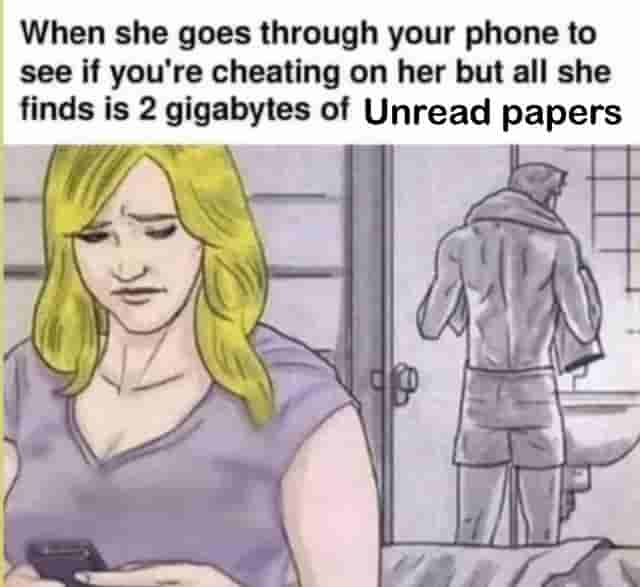 When she goes through your phone to
see if you're cheating on her but all she
finds is 2 gigabytes of Unread papers